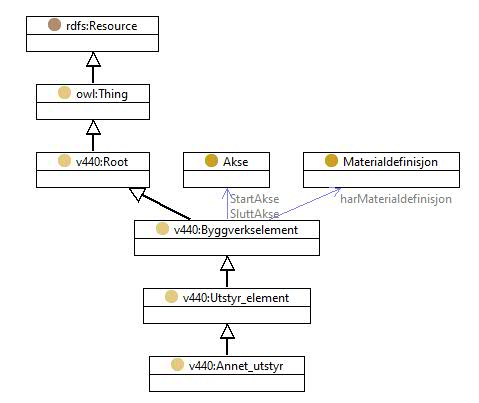 rdfs:Resource
owl:Thing
v440:Root
Akse
Materialdefinisjon
StartAkse
SluttAkse
harMaterialdefinisjon
v440:Byggverkselement
v440:Utstyr_element
v440:Annet_utstyr